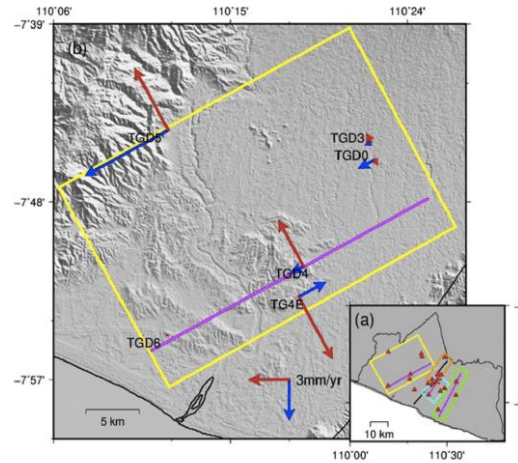 110°06' 110°15' 110°24'
-7°39'
(b)
TGD3
TGD5
TGD0
-7°48'
TGD4
TG4E
TGD6
(a)
-7°57'
3mm/yr
5 km
10 km
110°00' 110°30'